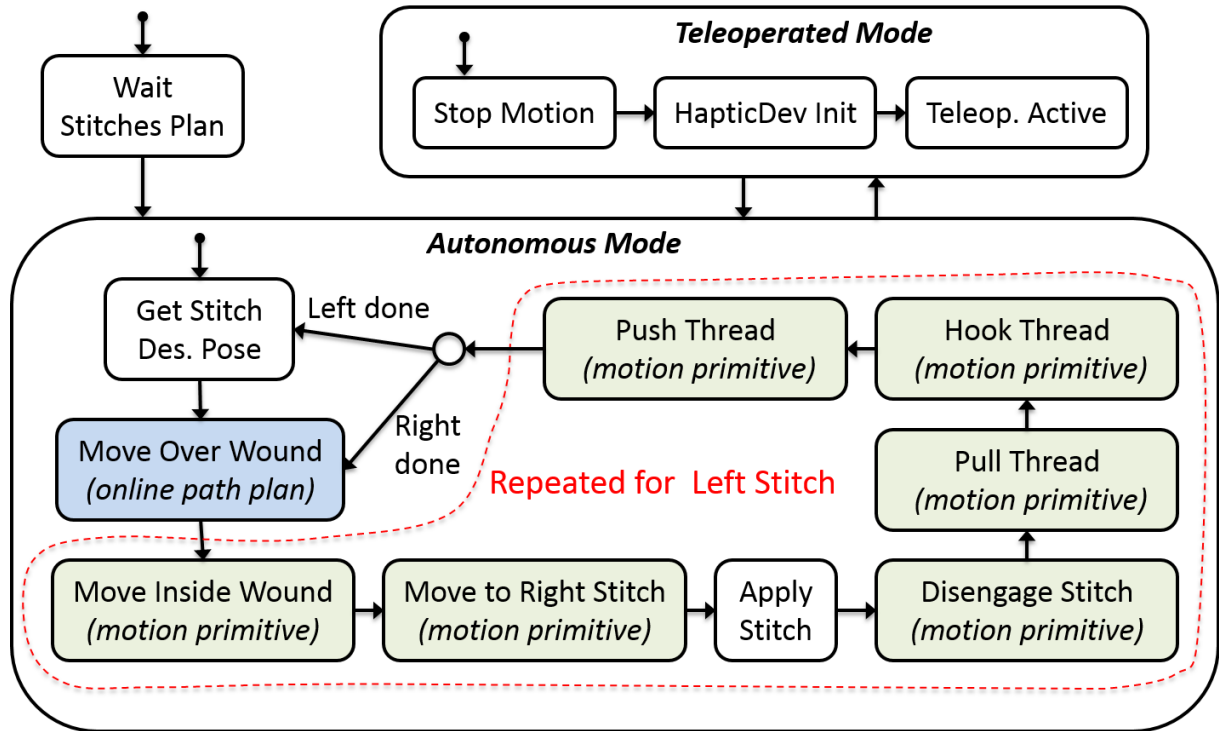 Wait
Stitches Plan
Teleoperated Mode
Stop Motion
HapticDev Init
Teleop. Active
Autonomous Mode
Get Stitch
Des. Pose
Left done
Push Thread
(motion primitive)
Hook Thread
(motion primitive)
Move Over Wound
(online path plan)
Right
done
Repeated for Left Stitch
Pull Thread
(motion primitive)
Move Inside Wound
(motion primitive)
Move to Right Stitch
(motion primitive)
Apply
Stitch
Disengage Stitch
(motion primitive)